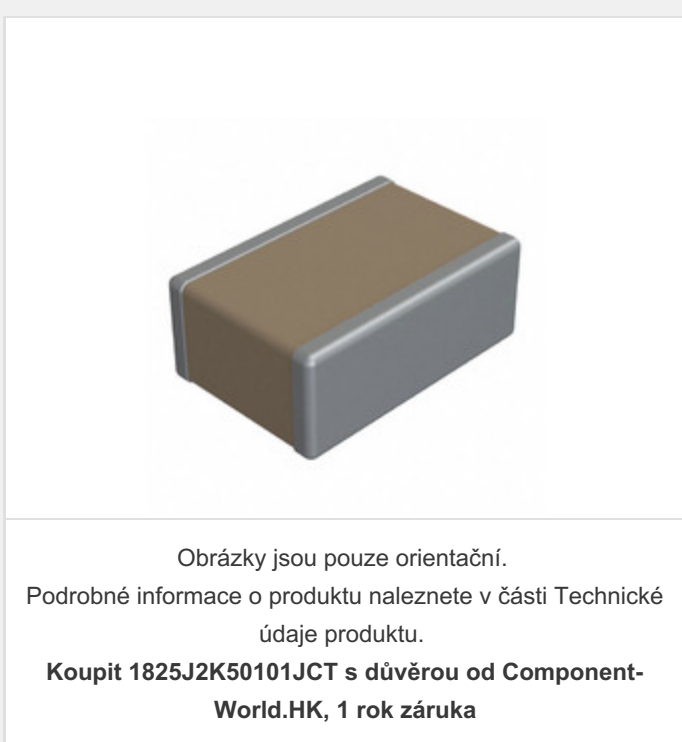 Obrázky jsou pouze orientační.
Podrobné informace o produktu naleznete v části Technické
údaje produktu.
Koupit 1825J2K50101JCT s důvěrou od Component-
World.HK, 1 rok záruka